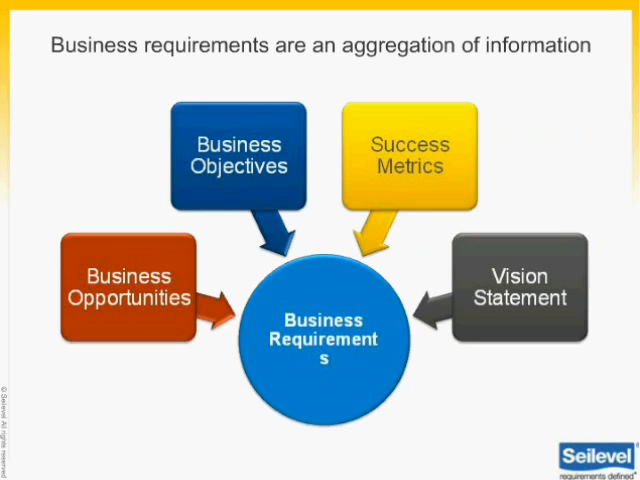 Business requirements are an aggregation of information
Business
Objectives
Success
Metrics
Business
Opportunities
Vision
Statement
Business
Requirement
s
© Seilevel All rights reserved
Seilevel
requirements defined